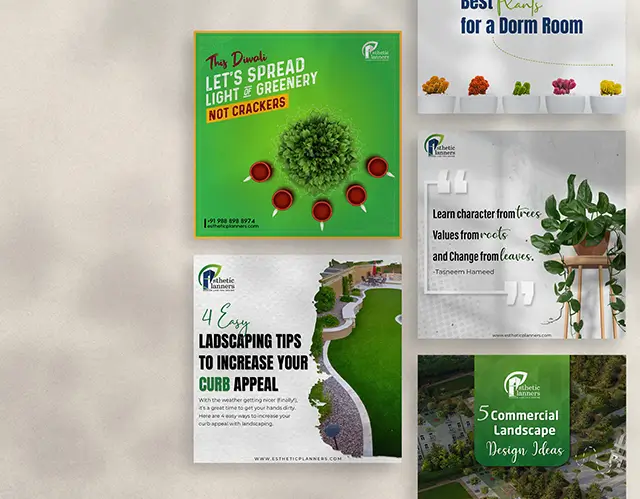 This Diwali
LET'S SPREAD
LIGHT OF GREENERY
NOT CRACKERS
+91 988 898 8974
estheticplanners.com
Esthetic
Planners
Best Plants
for a Dorm Room
Esthetic
Planners
Learn character from trees,
Values from roots
and Change from leaves.
-Tasneem Hameed
www.estheticplanners.com
Esthetic
Planners
4 Easy
LADSCAPING TIPS
TO INCREASE YOUR
CURB APPEAL
With the weather getting nicer (finally!),
it's a great time to get your hands dirty.
Here are 4 easy ways to increase your
curb appeal with landscaping.
WWW.ESTHETICPLANNERS.COM
Esthetic
Planners
5 Commercial
Landscape
Design Ideas